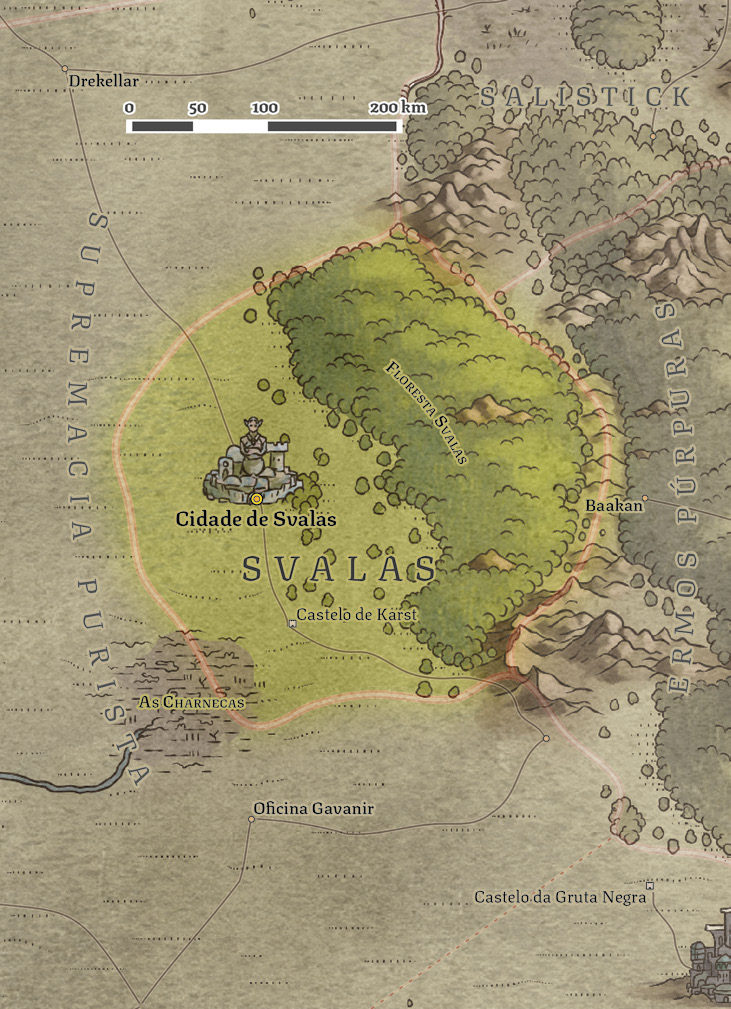 Drekellar
0 50 100 200 km
SALISTICK
SUPREMACIA PURISTA
FLORESTA SVALAS
ERMOS PÚRPURAS
Baakan
Cidade de Svalas
SVALAS
Castelo de Karst
AS CHARNECAS
Oficina Gavanir
Castelo da Gruta Negra